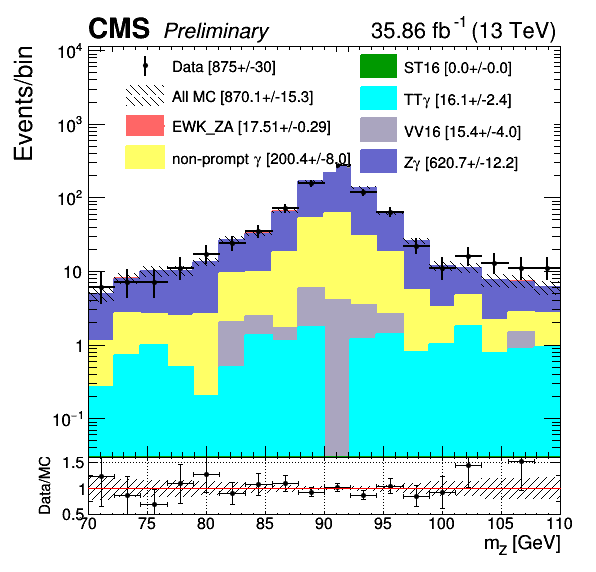 CMS Preliminary 35.86 fb⁻¹ (13 TeV)
Events/bin
10⁴
10³
10²
10
1
10⁻¹
Data [875+/-30]
All MC [870.1+/-15.3]
EWK_ZA [17.51+/-0.29]
non-prompt γ [200.4+/-8.0]
ST16 [0.0+/-0.0]
TTγ [16.1+/-2.4]
VV16 [15.4+/-4.0]
Zγ [620.7+/-12.2]
Data/MC
1.5
1
0.5
70 75 80 85 90 95 100 105 110
m_Z [GeV]